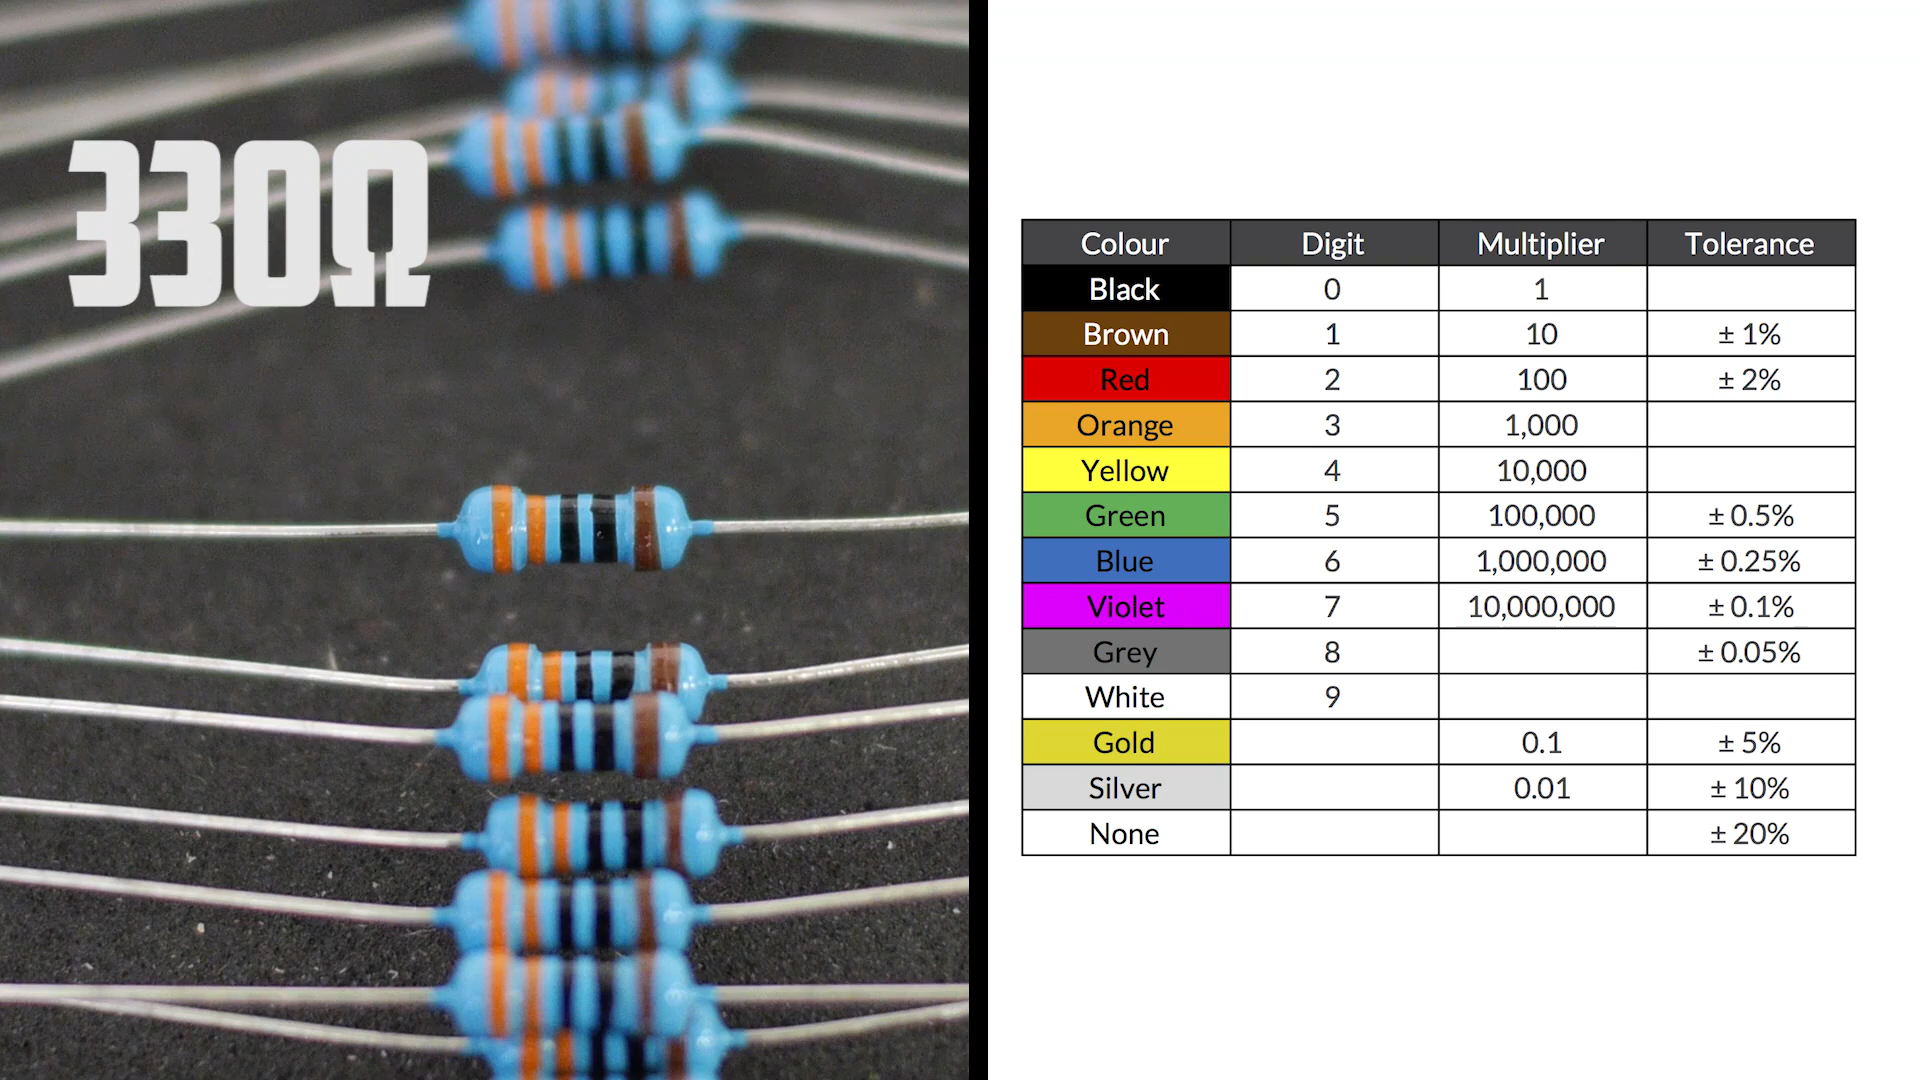 330Ω
Colour Digit Multiplier Tolerance
Black 0 1
Brown 1 10 ± 1%
Red 2 100 ± 2%
Orange 3 1,000
Yellow 4 10,000
Green 5 100,000 ± 0.5%
Blue 6 1,000,000 ± 0.25%
Violet 7 10,000,000 ± 0.1%
Grey 8 ± 0.05%
White 9
Gold 0.1 ± 5%
Silver 0.01 ± 10%
None ± 20%